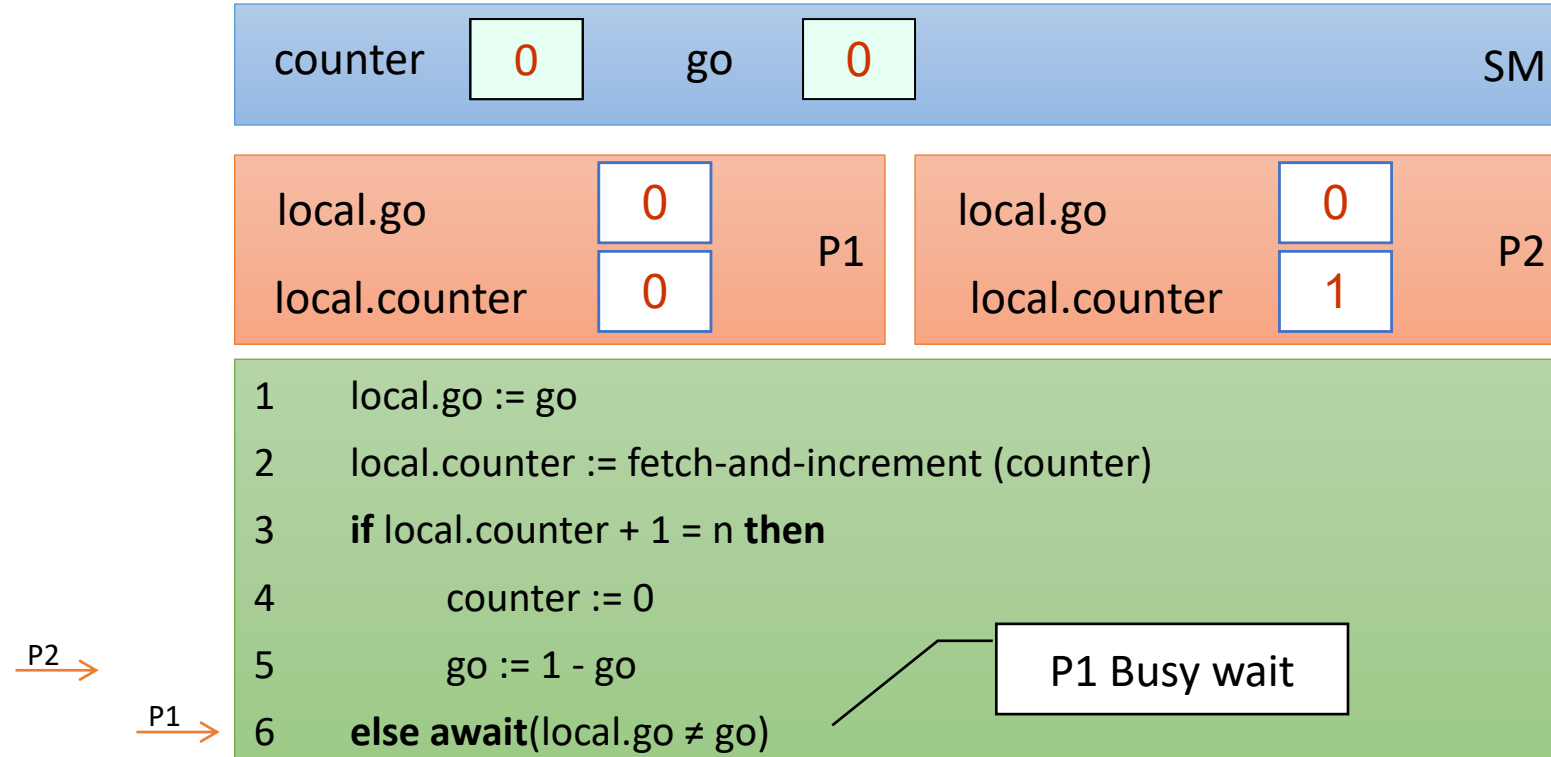 counter 0 go 0 SM
local.go 0 local.go 0
P1 P2
local.counter 0 local.counter 1
1 local.go := go
2 local.counter := fetch-and-increment (counter)
3 if local.counter + 1 = n then
4 counter := 0
P2 5 go := 1 - go P1 Busy wait
P1 6 else await(local.go ≠ go)